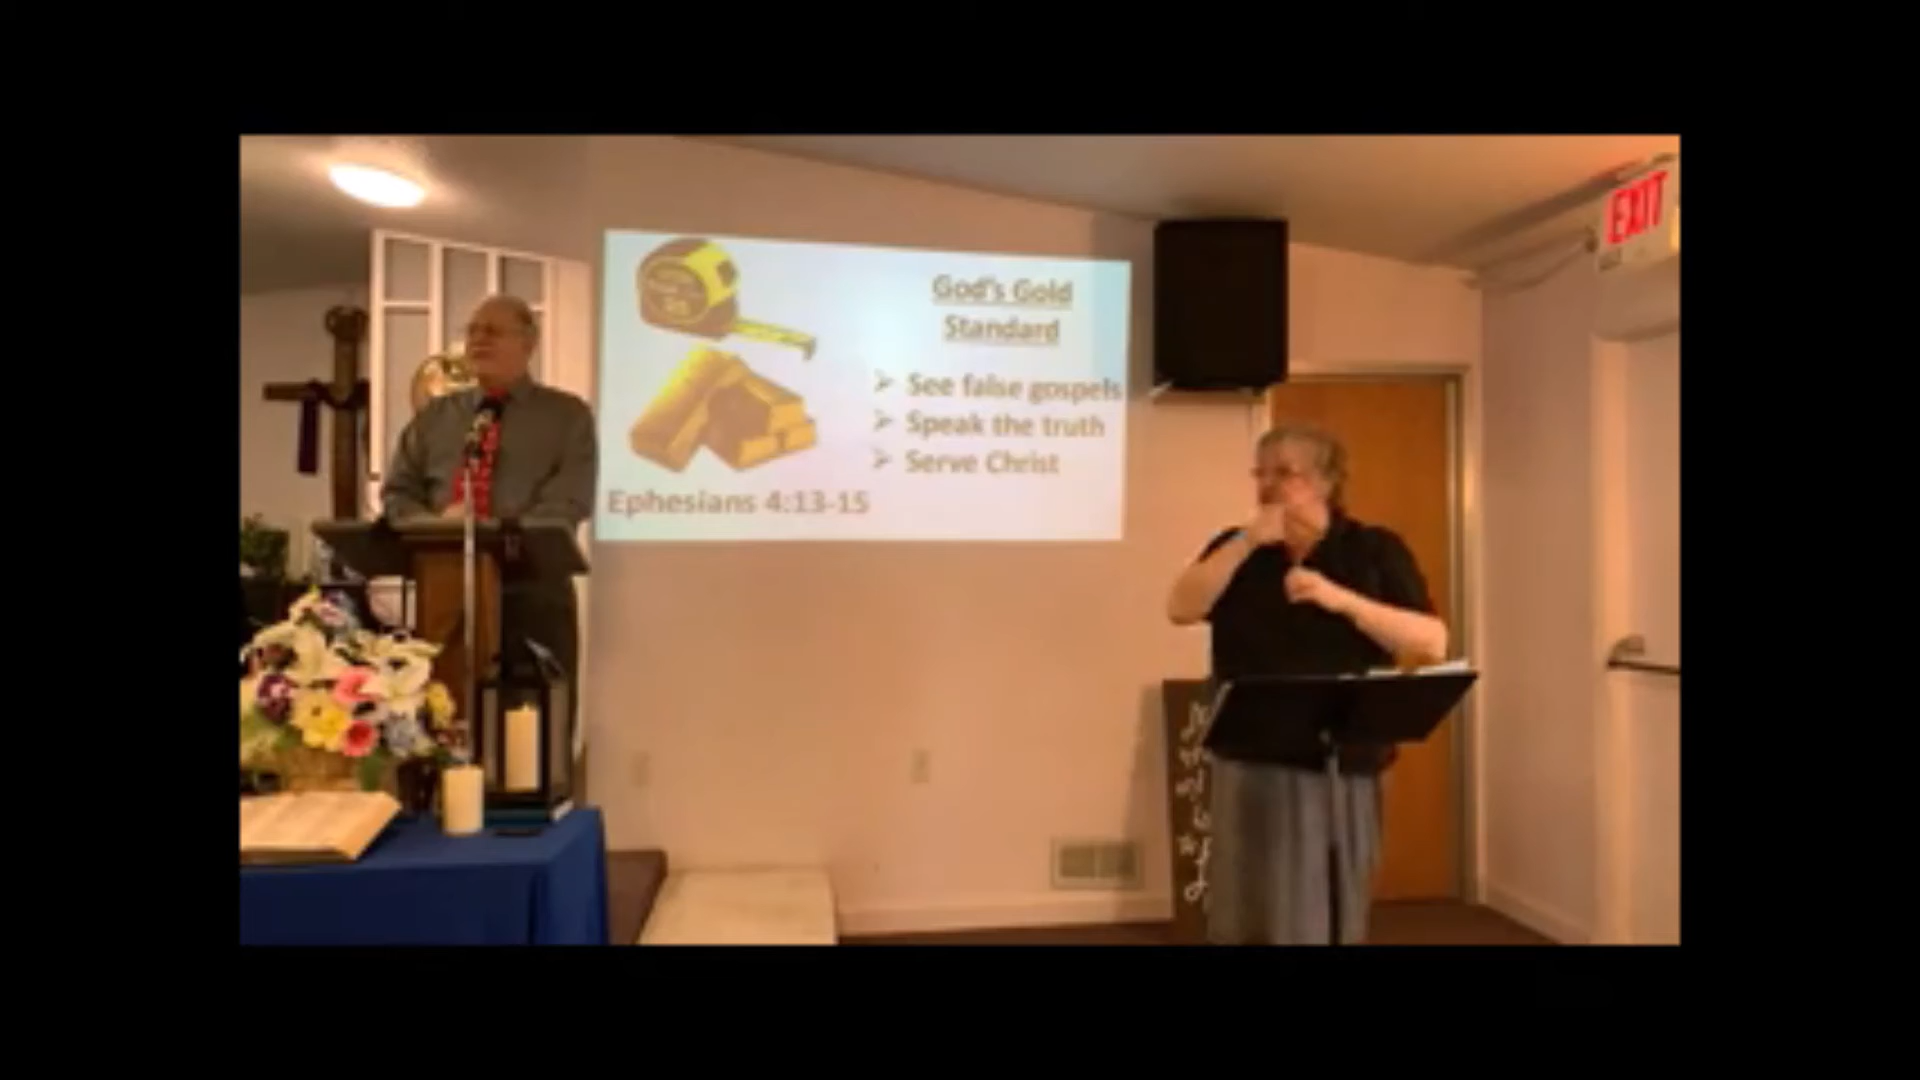 EXIT
God's Gold
Standard
➢ See false gospels
➢ Speak the truth
➢ Serve Christ
Ephesians 4:13-15